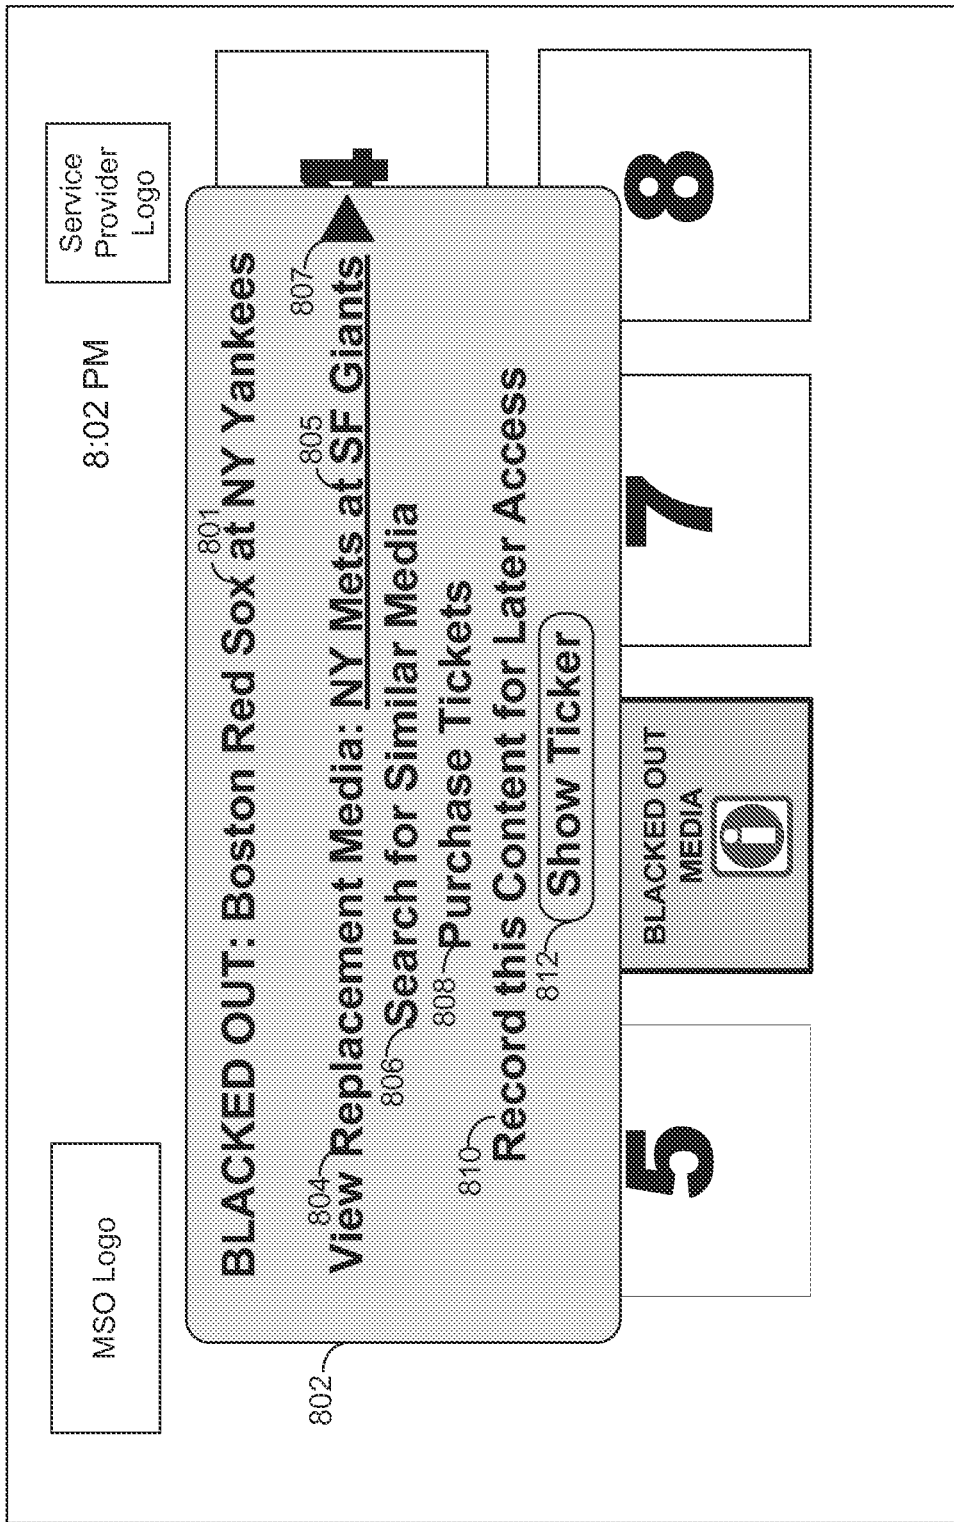 MSO Logo
8:02 PM
Service
Provider
Logo
801
BLACKED OUT: Boston Red Sox at NY Yankees
804
805
807
View Replacement Media: NY Mets at SF Giants
4
806
Search for Similar Media
808
Purchase Tickets
810
Record this Content for Later Access
812
Show Ticker
802
5
BLACKED OUT
MEDIA
i
7
8